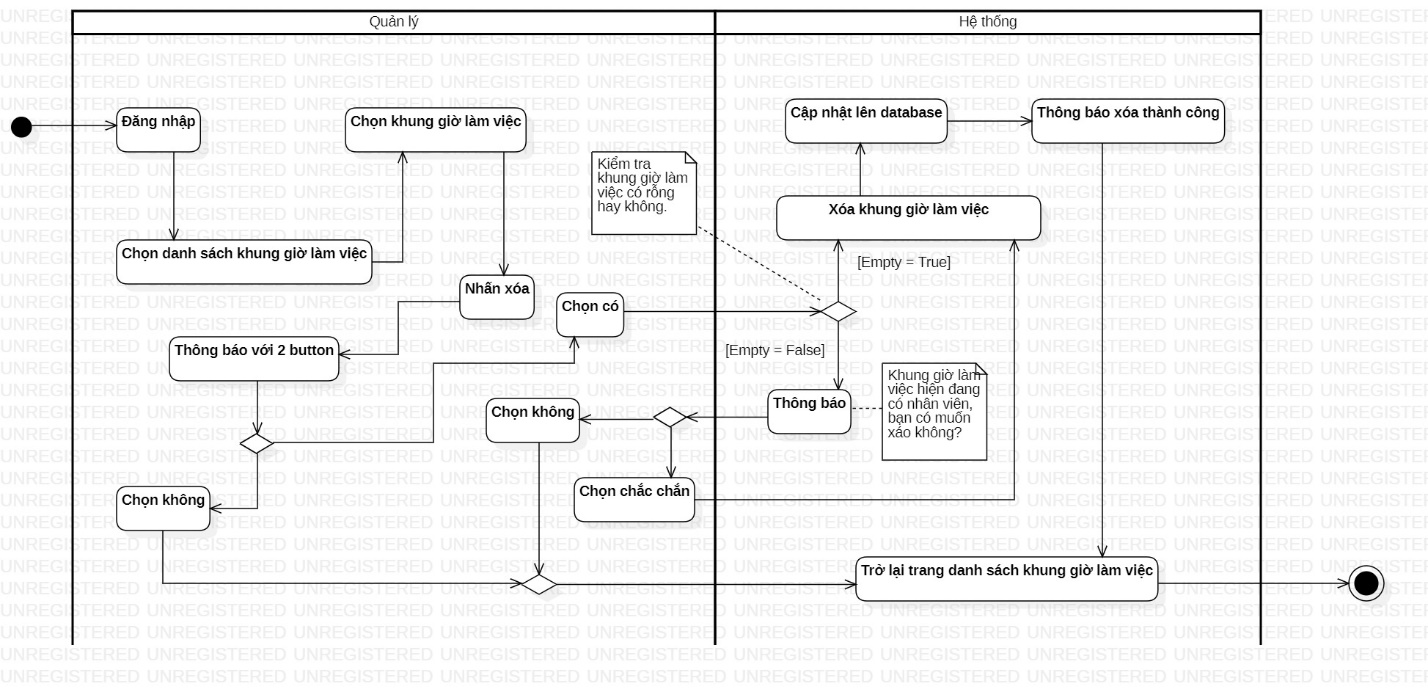 Quản lý
Hệ thống
Đăng nhập
Chọn khung giờ làm việc
Cập nhật lên database
Thông báo xóa thành công
Kiểm tra
khung giờ làm
việc có rỗng
hay không.
Xóa khung giờ làm việc
Chọn danh sách khung giờ làm việc
[Empty = True]
Nhấn xóa
Chọn có
Thông báo với 2 button
[Empty = False]
Khung giờ làm
việc hiện đang
có nhân viên,
bạn có muốn
xáo không?
Thông báo
Chọn không
Chọn chắc chắn
Chọn không
Trở lại trang danh sách khung giờ làm việc
UNREGISTERED